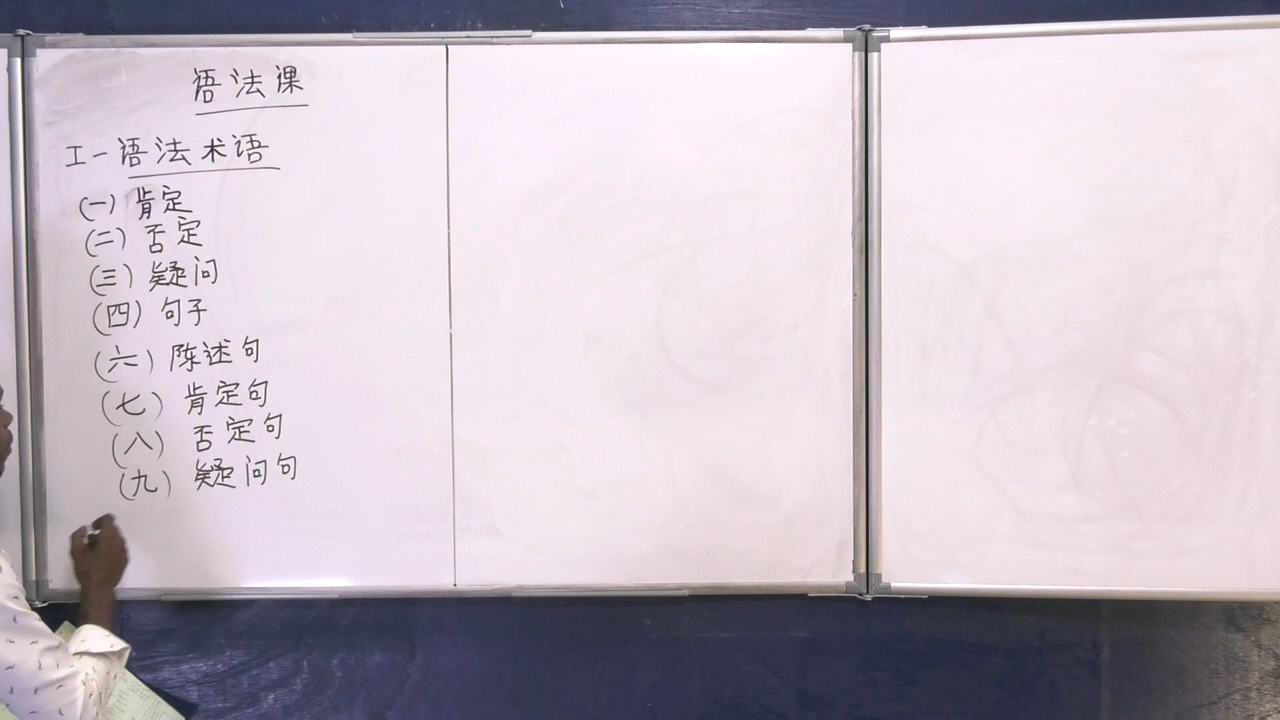 语法课
I-语法术语
(一) 肯定
(二) 否定
(三) 疑问
(四) 句子
(六) 陈述句
(七) 肯定句
(八) 否定句
(九) 疑问句